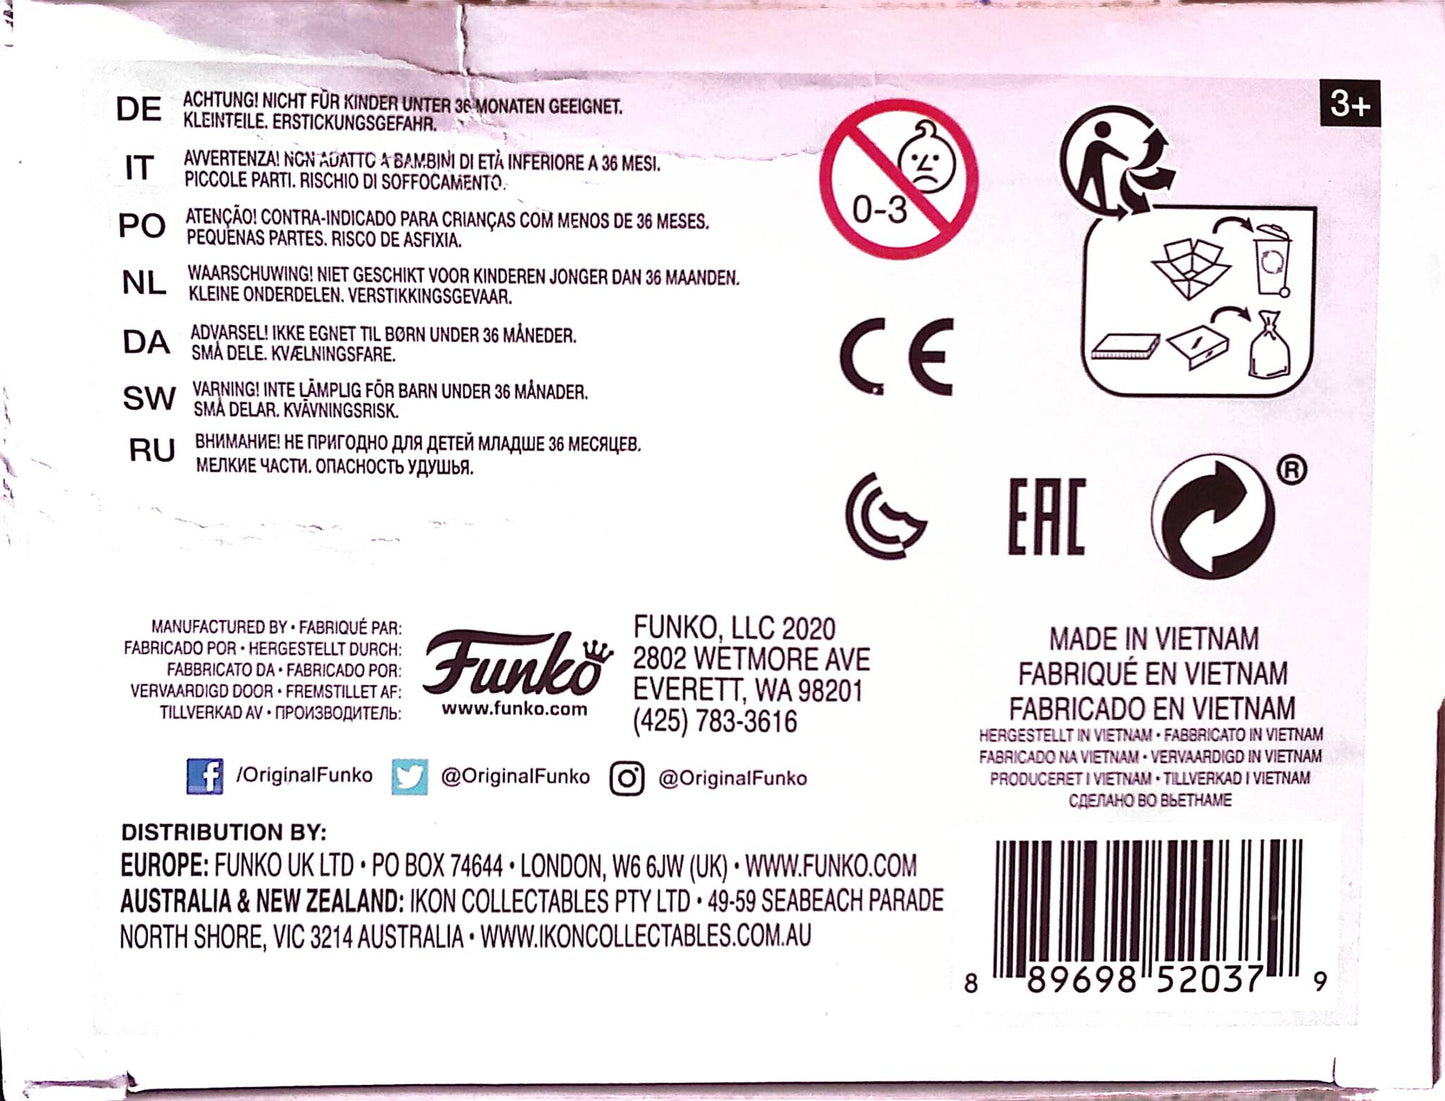 3+
DE
ACHTUNG! NICHT FÜR KINDER UNTER 36 MONATEN GEEIGNET.
KLEINTEILE. ERSTICKUNGSGEFAHR.
IT
AVVERTENZA! NON ADATTO A BAMBINI DI ETÀ INFERIORE A 36 MESI.
PICCOLE PARTI. RISCHIO DI SOFFOCAMENTO.
PO
ATENÇÃO! CONTRA-INDICADO PARA CRIANÇAS COM MENOS DE 36 MESES.
PEQUENAS PARTES. RISCO DE ASFIXIA.
NL
WAARSCHUWING! NIET GESCHIKT VOOR KINDEREN JONGER DAN 36 MAANDEN.
KLEINE ONDERDELEN. VERSTIKKINGSGEVAAR.
DA
ADVARSEL! IKKE EGNET TIL BØRN UNDER 36 MÅNEDER.
SMÅ DELE. KVÆLNINGSFARE.
SW
VARNING! INTE LÄMPLIG FÖR BARN UNDER 36 MÅNADER.
SMÅ DELAR. KVÄVNINGSRISK.
RU
ВНИМАНИЕ! НЕ ПРИГОДНО ДЛЯ ДЕТЕЙ МЛАДШЕ 36 МЕСЯЦЕВ.
МЕЛКИЕ ЧАСТИ. ОПАСНОСТЬ УДУШЬЯ.
0-3
CE
EAC
®
MANUFACTURED BY • FABRIQUÉ PAR:
FABRICADO POR • HERGESTELLT DURCH:
FABBRICATO DA • FABRICADO POR:
VERVAARDIGD DOOR • FREMSTILLET AF:
TILLVERKAD AV • ПРОИЗВОДИТЕЛЬ:
Funko
www.funko.com
FUNKO, LLC 2020
2802 WETMORE AVE
EVERETT, WA 98201
(425) 783-3616
MADE IN VIETNAM
FABRIQUÉ EN VIETNAM
FABRICADO EN VIETNAM
HERGESTELLT IN VIETNAM • FABBRICATO IN VIETNAM
FABRICADO NA VIETNAM • VERVAARDIGD IN VIETNAM
PRODUCERET I VIETNAM • TILLVERKAD I VIETNAM
СДЕЛАНО ВО ВЬЕТНАМЕ
f /OriginalFunko @OriginalFunko @OriginalFunko
DISTRIBUTION BY:
EUROPE: FUNKO UK LTD • PO BOX 74644 • LONDON, W6 6JW (UK) • WWW.FUNKO.COM
AUSTRALIA & NEW ZEALAND: IKON COLLECTABLES PTY LTD • 49-59 SEABEACH PARADE
NORTH SHORE, VIC 3214 AUSTRALIA • WWW.IKONCOLLECTABLES.COM.AU
8 89698 52037 9